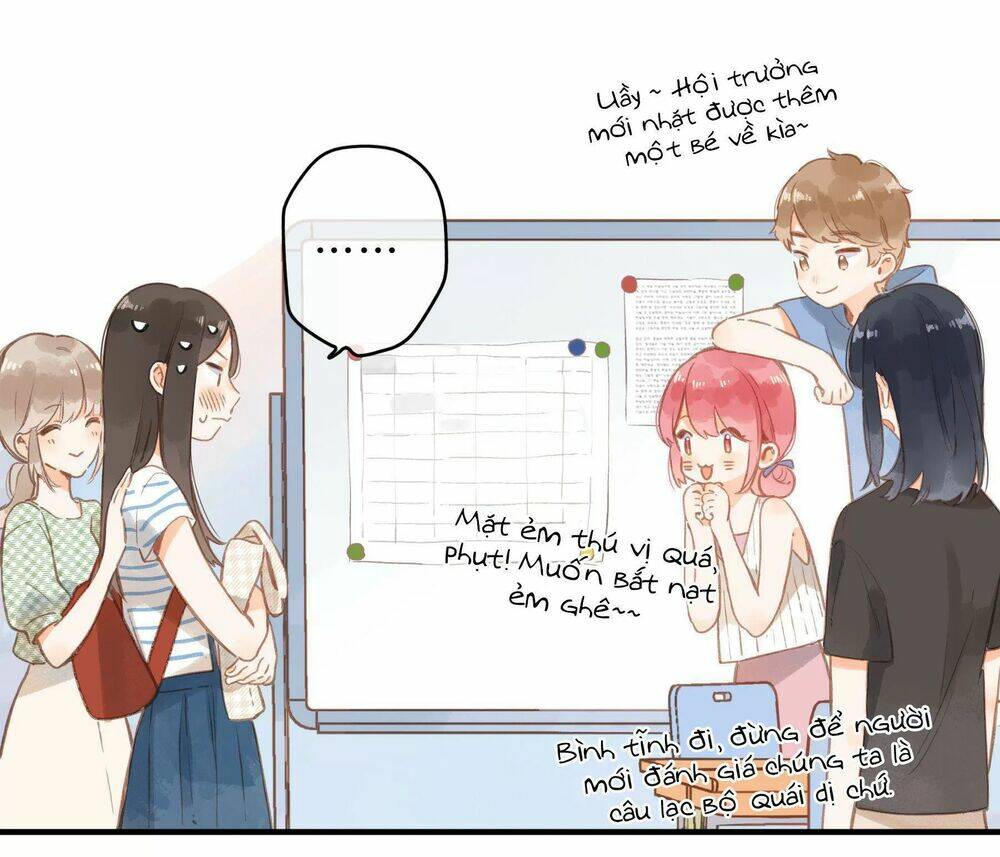 Uầy ~ Hội trưởng
mới nhặt được thêm
một Bé về kìa~
......
Mặt ẻm thú vị quá,
Phụt! Muốn Bắt nạt
ẻm Ghê~~
Bình tĩnh đi, đừng để người
mới đánh Giá chúng ta là
câu lạc Bộ Quái dị chứ.